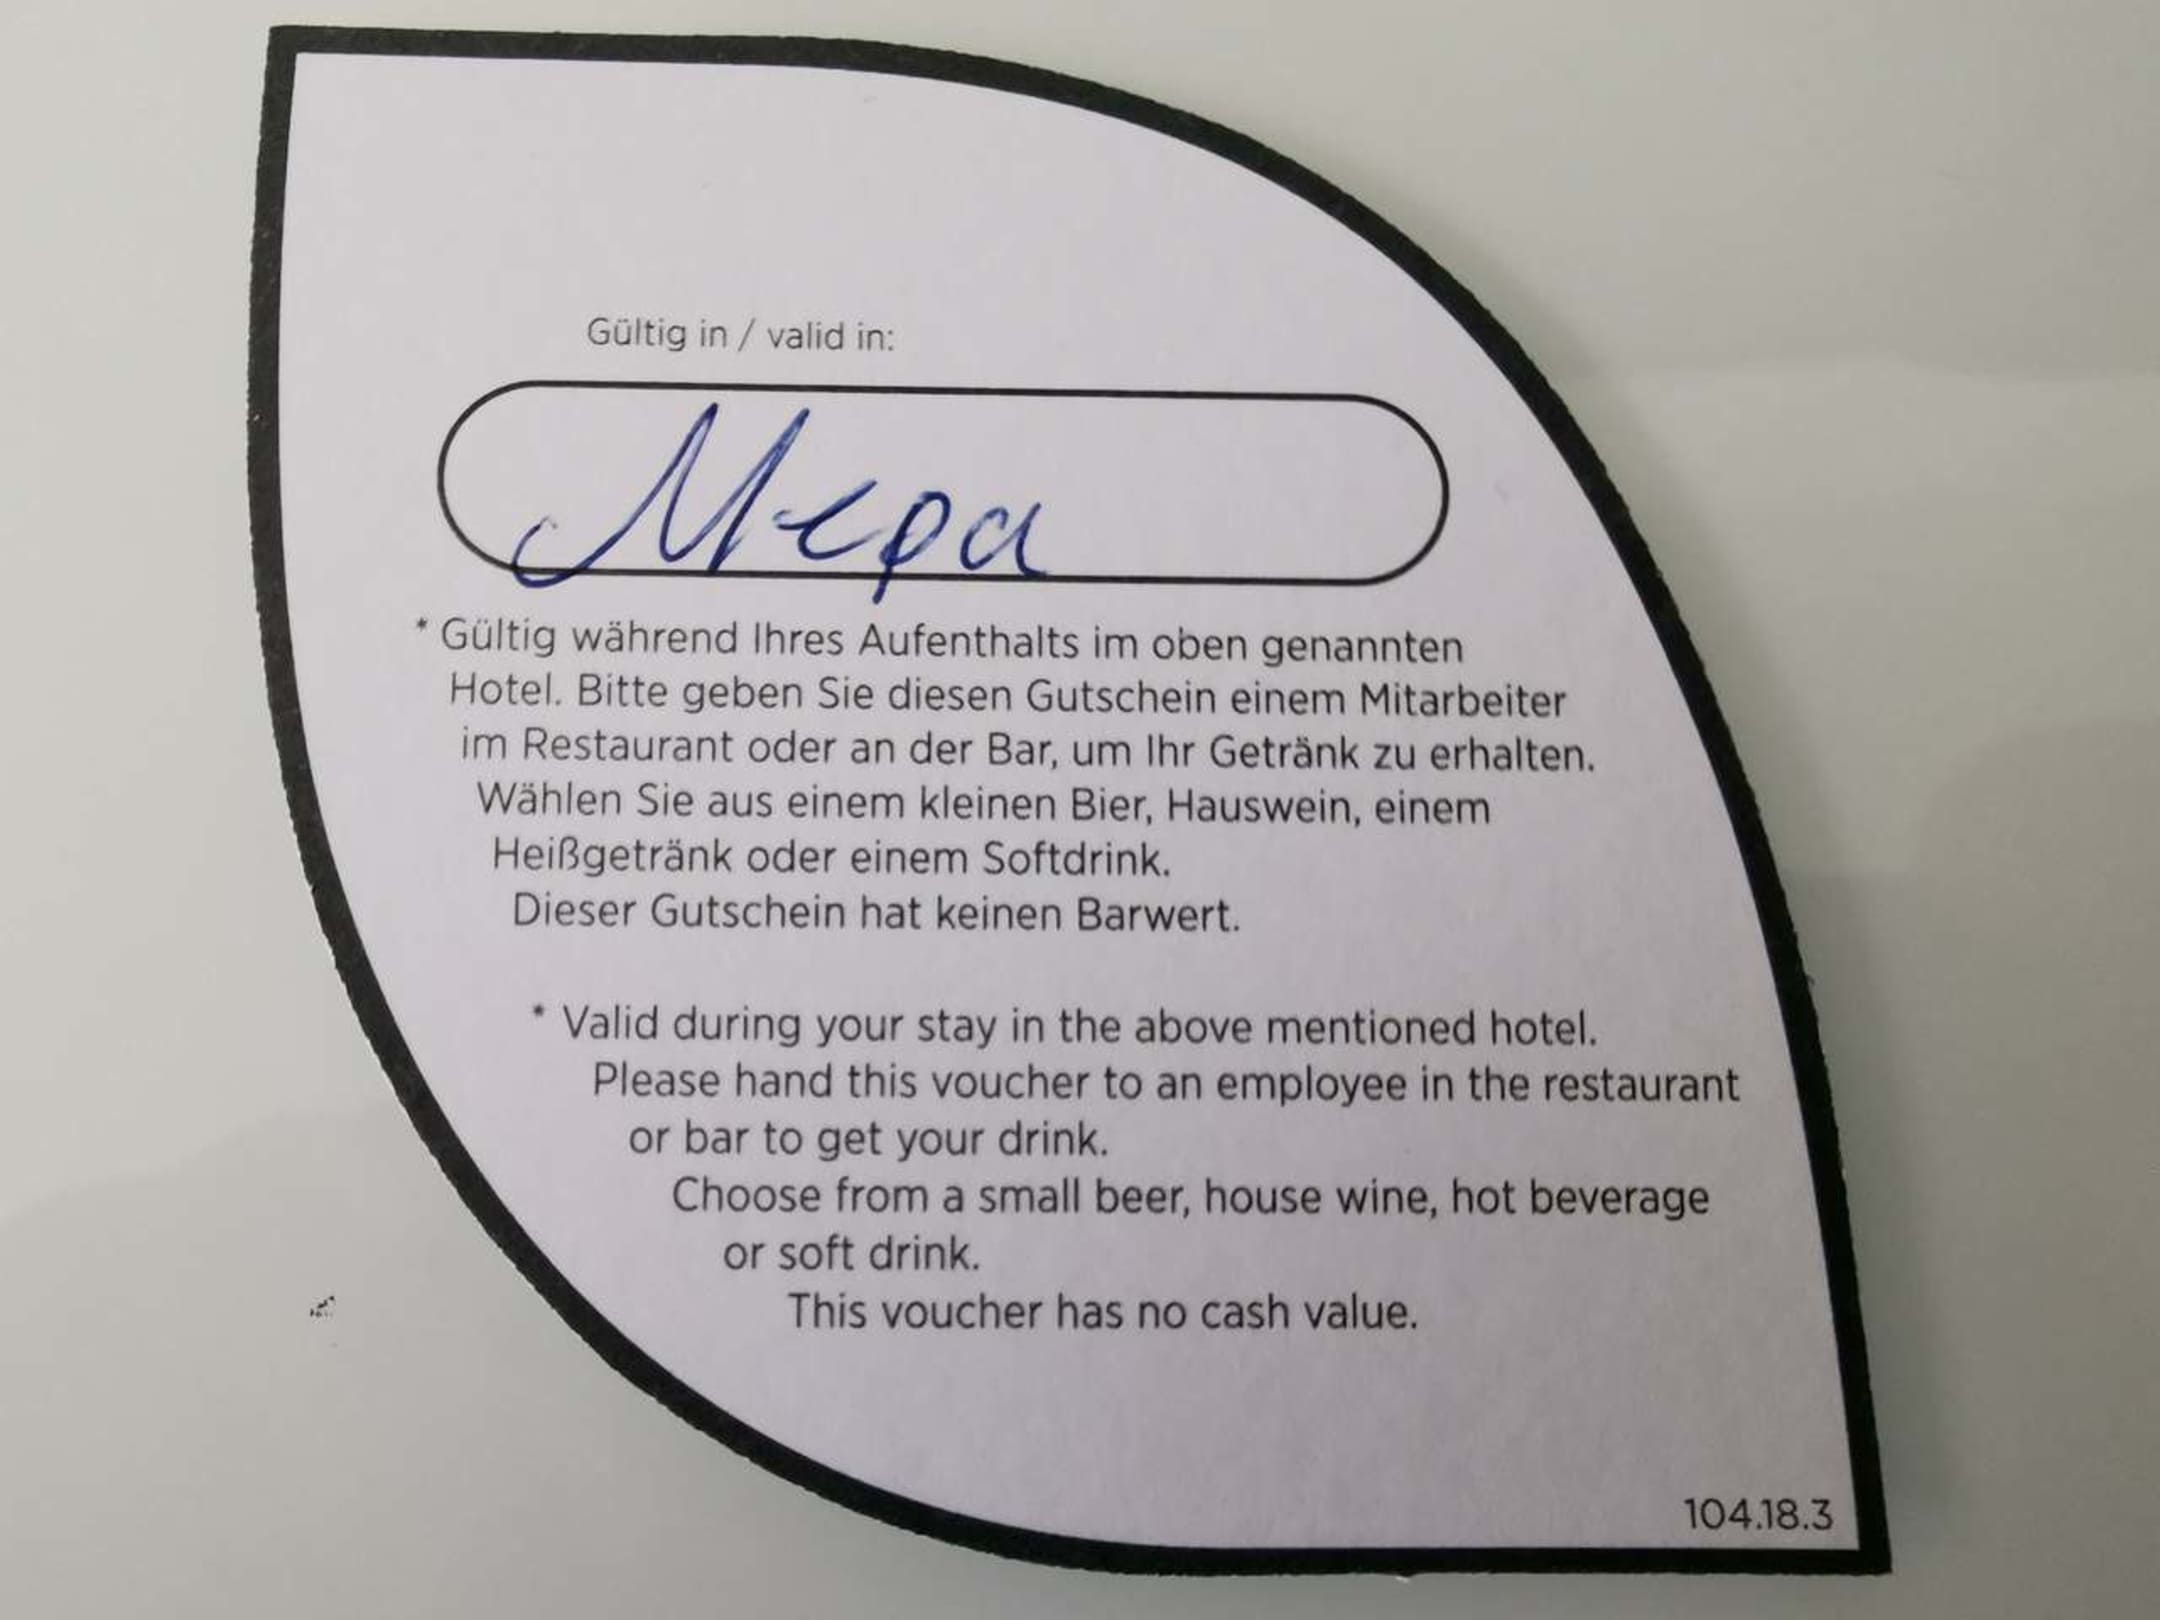 Gültig in / valid in:
Mepa
* Gültig während Ihres Aufenthalts im oben genannten
Hotel. Bitte geben Sie diesen Gutschein einem Mitarbeiter
im Restaurant oder an der Bar, um Ihr Getränk zu erhalten.
Wählen Sie aus einem kleinen Bier, Hauswein, einem
Heißgetränk oder einem Softdrink.
Dieser Gutschein hat keinen Barwert.
* Valid during your stay in the above mentioned hotel.
Please hand this voucher to an employee in the restaurant
or bar to get your drink.
Choose from a small beer, house wine, hot beverage
or soft drink.
This voucher has no cash value.
104.18.3